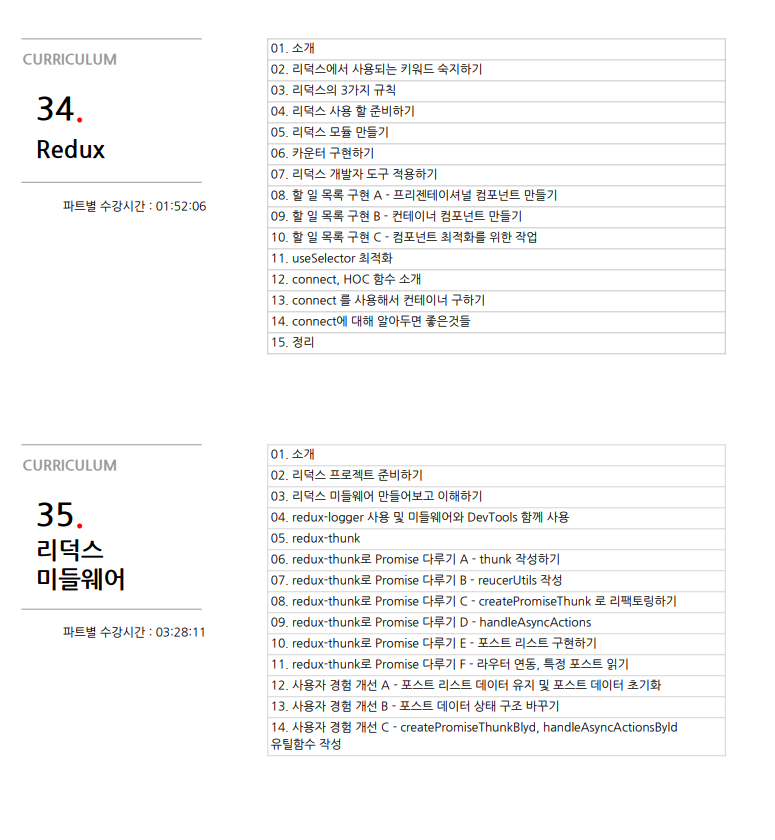 CURRICULUM
34.
Redux
파트별 수강시간 : 01:52:06
01. 소개
02. 리덕스에서 사용되는 키워드 숙지하기
03. 리덕스의 3가지 규칙
04. 리덕스 사용 할 준비하기
05. 리덕스 모듈 만들기
06. 카운터 구현하기
07. 리덕스 개발자 도구 적용하기
08. 할 일 목록 구현 A - 프리젠테이셔널 컴포넌트 만들기
09. 할 일 목록 구현 B - 컨테이너 컴포넌트 만들기
10. 할 일 목록 구현 C - 컴포넌트 최적화를 위한 작업
11. useSelector 최적화
12. connect, HOC 함수 소개
13. connect 를 사용해서 컨테이너 구하기
14. connect에 대해 알아두면 좋은것들
15. 정리
CURRICULUM
35.
리덕스
미들웨어
파트별 수강시간 : 03:28:11
01. 소개
02. 리덕스 프로젝트 준비하기
03. 리덕스 미들웨어 만들어보고 이해하기
04. redux-logger 사용 및 미들웨어와 DevTools 함께 사용
05. redux-thunk
06. redux-thunk로 Promise 다루기 A - thunk 작성하기
07. redux-thunk로 Promise 다루기 B - reucerUtils 작성
08. redux-thunk로 Promise 다루기 C - createPromiseThunk 로 리팩토링하기
09. redux-thunk로 Promise 다루기 D - handleAsyncActions
10. redux-thunk로 Promise 다루기 E - 포스트 리스트 구현하기
11. redux-thunk로 Promise 다루기 F - 라우터 연동, 특정 포스트 읽기
12. 사용자 경험 개선 A - 포스트 리스트 데이터 유지 및 포스트 데이터 초기화
13. 사용자 경험 개선 B - 포스트 데이터 상태 구조 바꾸기
14. 사용자 경험 개선 C - createPromiseThunkBlyd, handleAsyncActionsById
유틸함수 작성